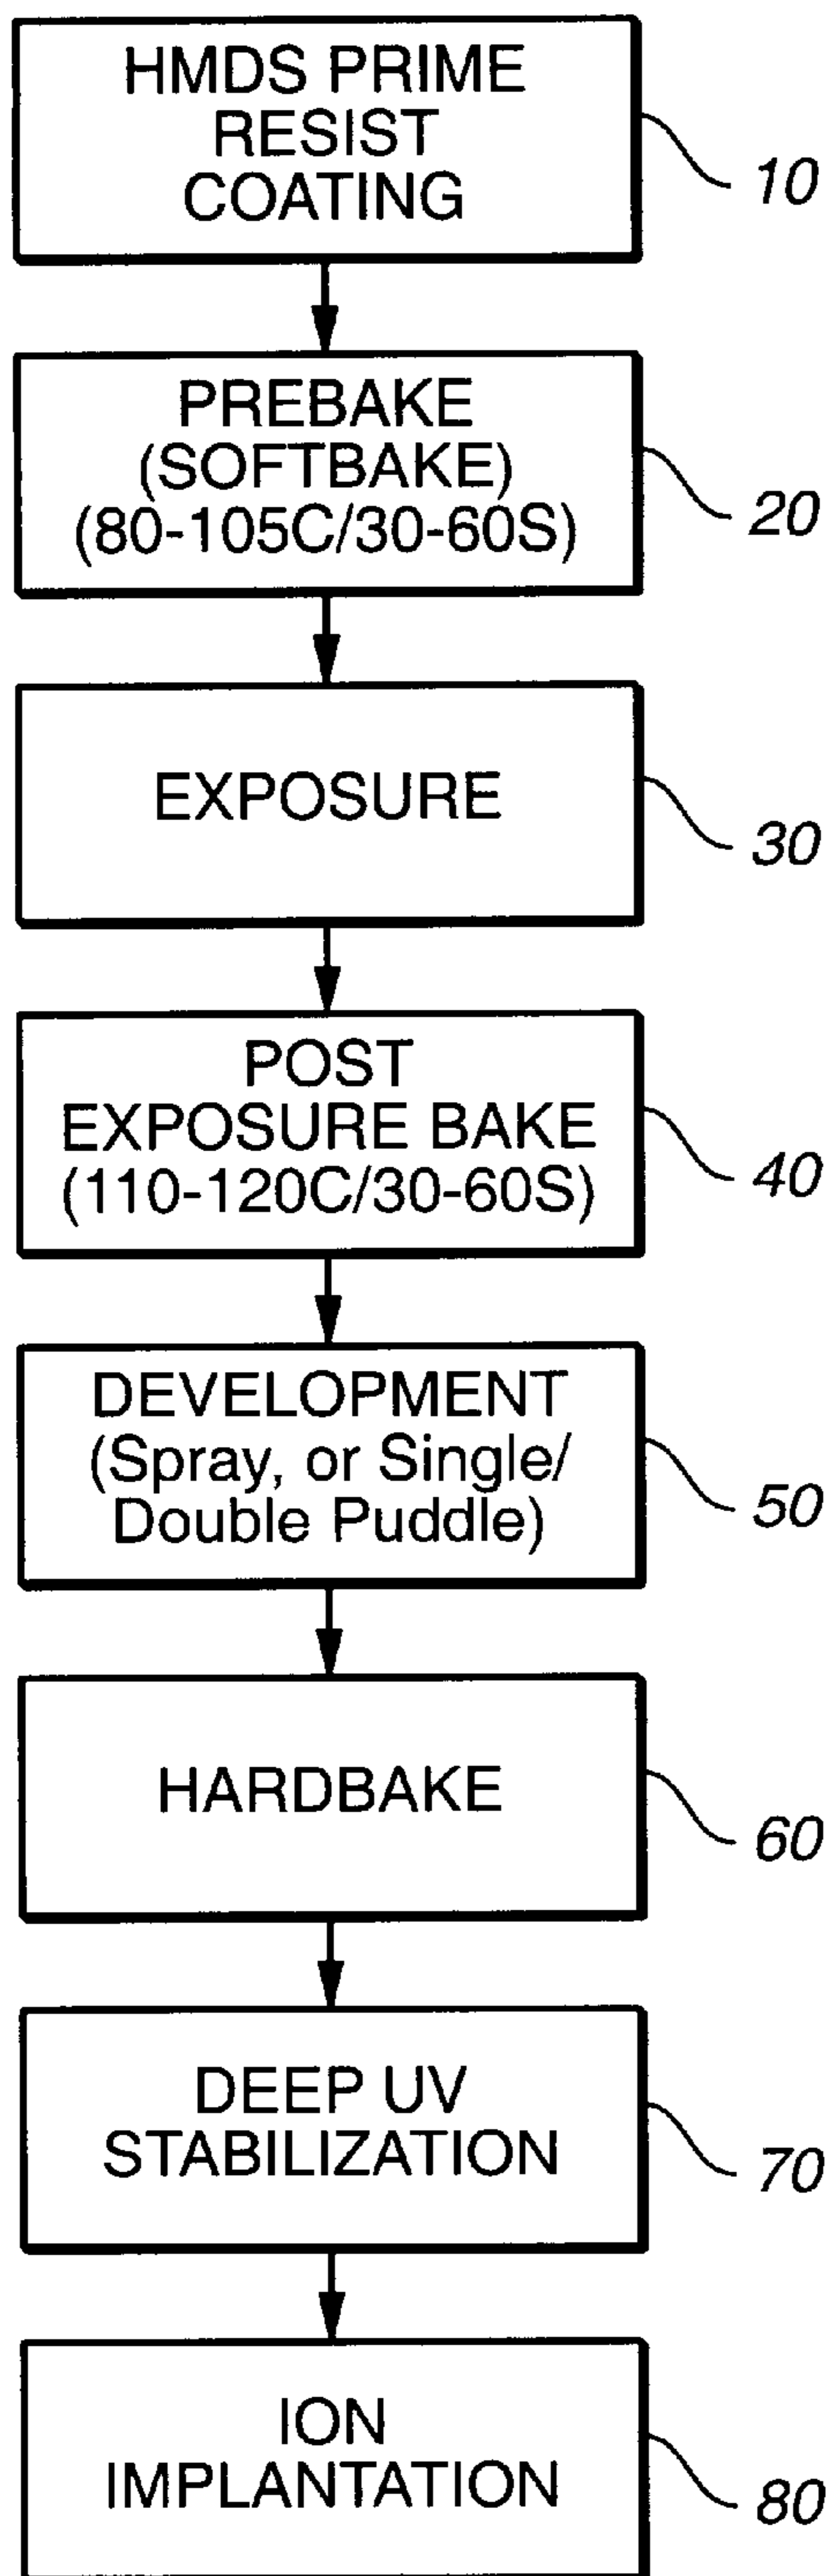 HMDS PRIME
RESIST
COATING
10
PREBAKE
(SOFTBAKE)
(80-105C/30-60S)
20
EXPOSURE
30
POST
EXPOSURE BAKE
(110-120C/30-60S)
40
DEVELOPMENT
(Spray, or Single/
Double Puddle)
50
HARDBAKE
60
DEEP UV
STABILIZATION
70
ION
IMPLANTATION
80